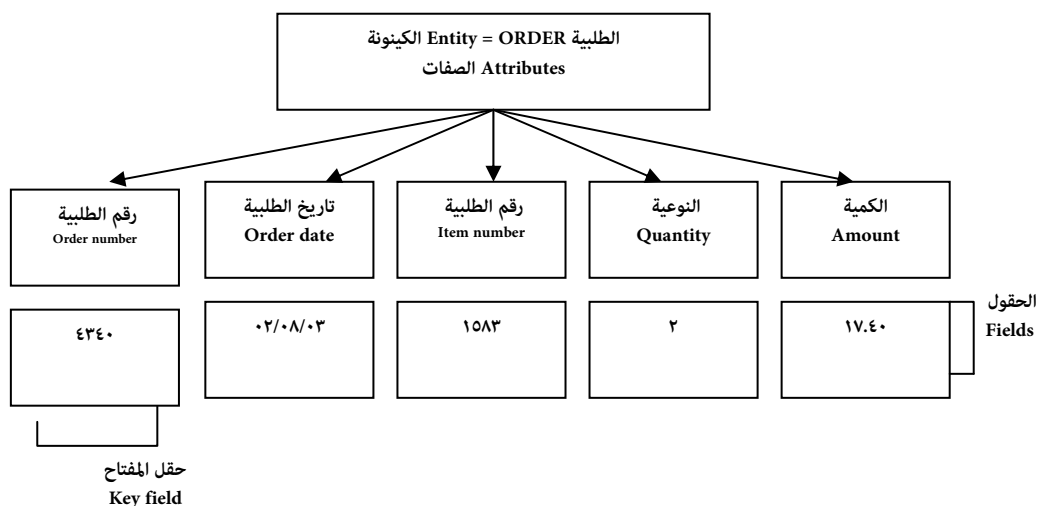 الطلبية Entity = ORDER الكينونة
Attributes الصفات
رقم الطلبية
Order number
تاريخ الطلبية
Order date
رقم الطلبية
Item number
النوعية
Quantity
الكمية
Amount
٤٣٤٠
٠٢/٠٨/٠٣
١٥٨٣
٢
١٧.٤٠
الحقول
Fields
حقل المفتاح
Key field